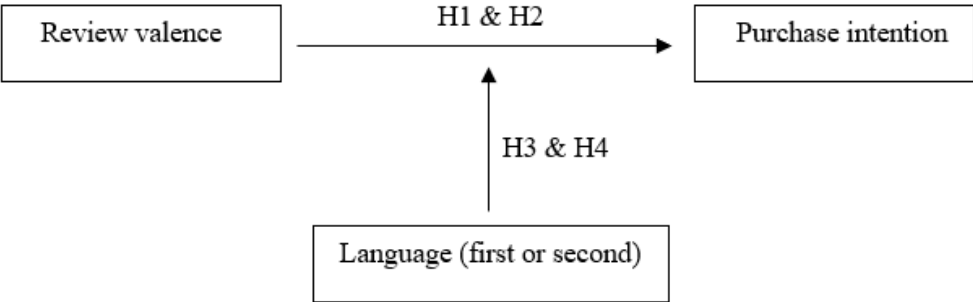 H1 & H2
Review valence
Purchase intention
H3 & H4
Language (first or second)